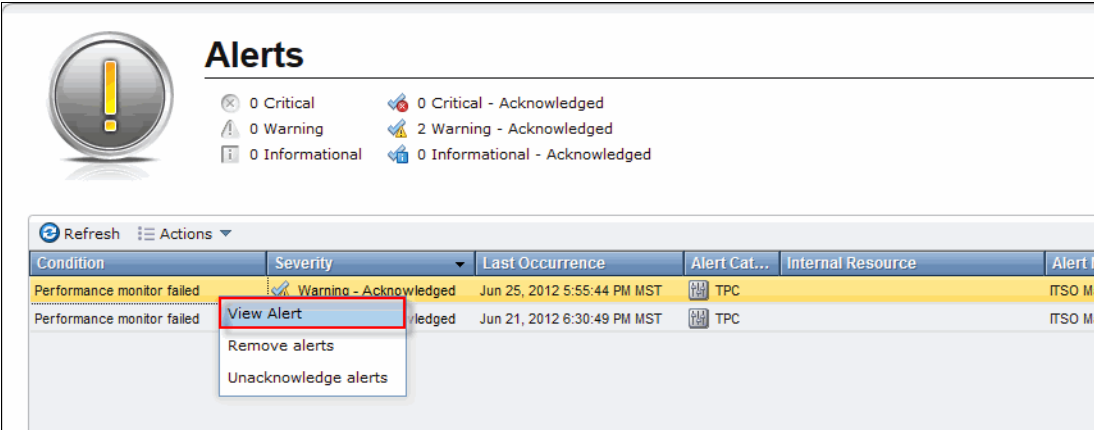 Alerts
0 Critical
0 Critical - Acknowledged
0 Warning
2 Warning - Acknowledged
0 Informational
0 Informational - Acknowledged
Refresh Actions
Condition Severity Last Occurrence Alert Cat... Internal Resource Alert
Performance monitor failed Warning - Acknowledged Jun 25, 2012 5:55:44 PM MST TPC ITSO
Performance monitor failed Jun 21, 2012 6:30:49 PM MST TPC ITSO
View Alert
Remove alerts
Unacknowledge alerts